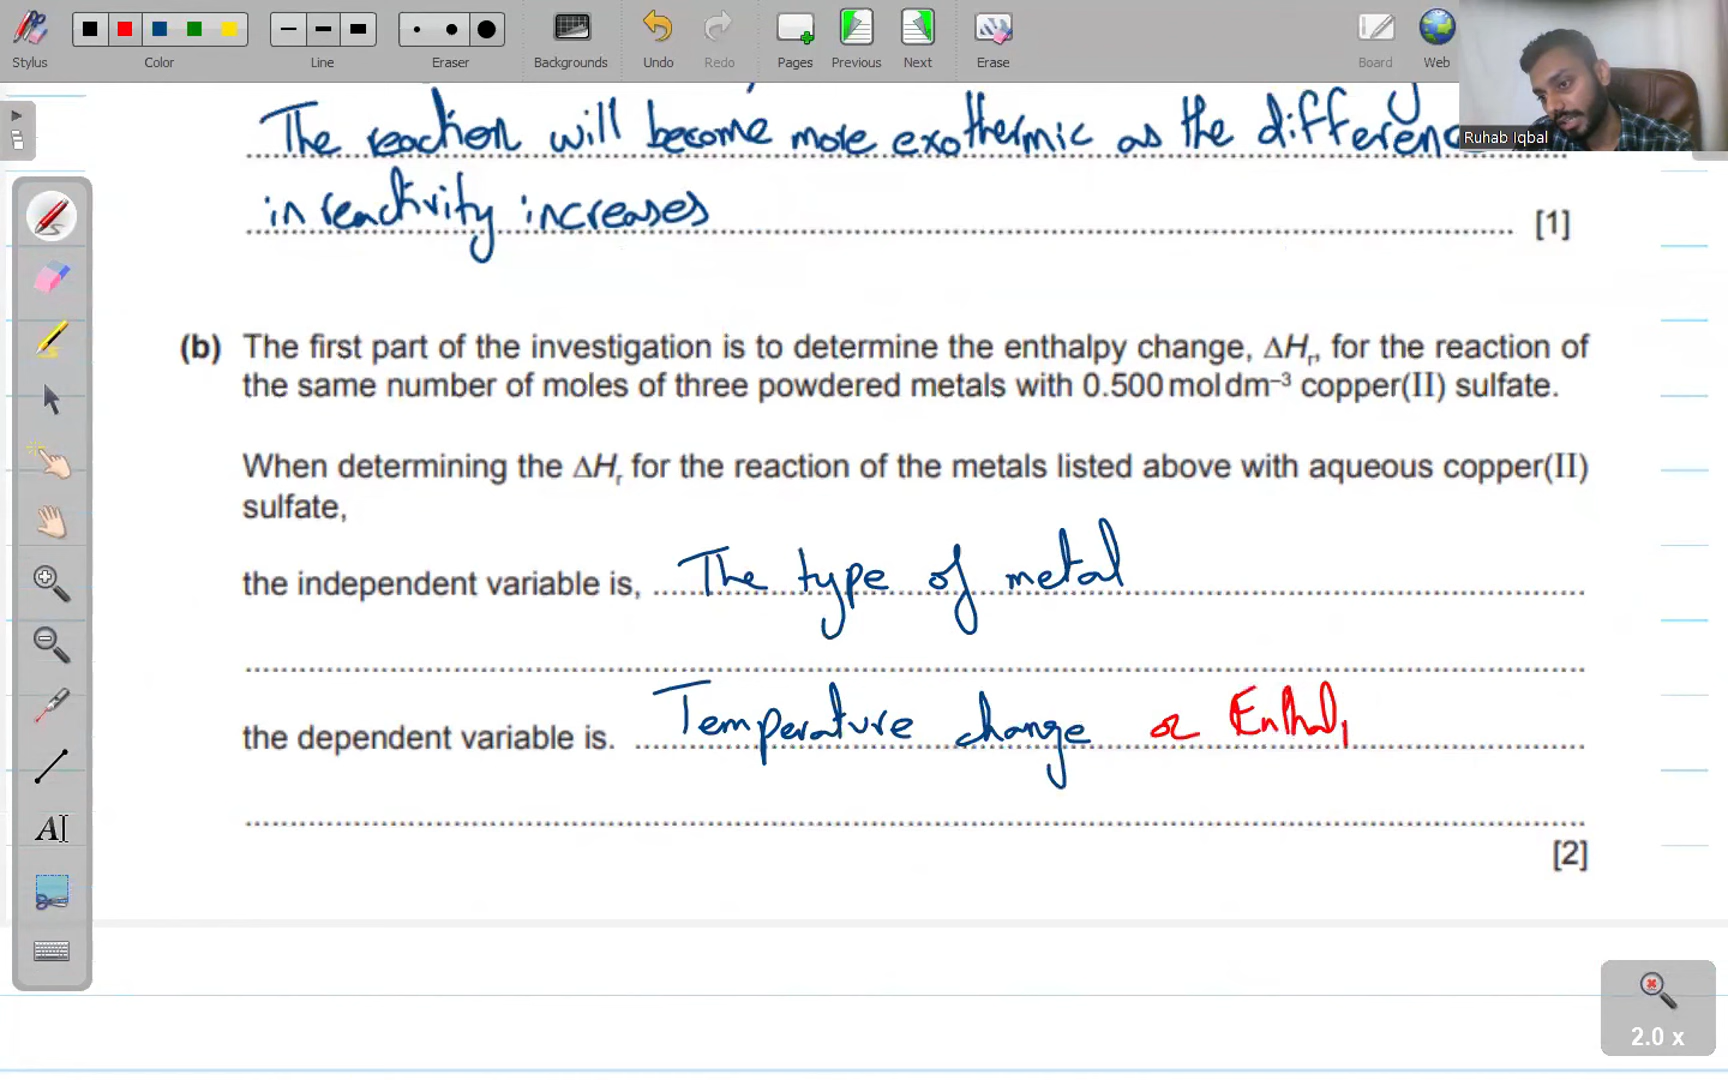 Stylus
Color
Line
Eraser
Backgrounds
Undo
Redo
Pages
Previous
Next
Erase
Board
Web
Ruhab Iqbal
The reaction will become more exothermic as the
in reactivity increases
[1]
(b) The first part of the investigation is to determine the enthalpy change, ΔHr, for the reaction of
the same number of moles of three powdered metals with 0.500 mol dm⁻³ copper(II) sulfate.
When determining the ΔHr for the reaction of the metals listed above with aqueous copper(II)
sulfate,
the independent variable is, The type of metal
the dependent variable is. Temperature change or Enthal
[2]
2.0 x